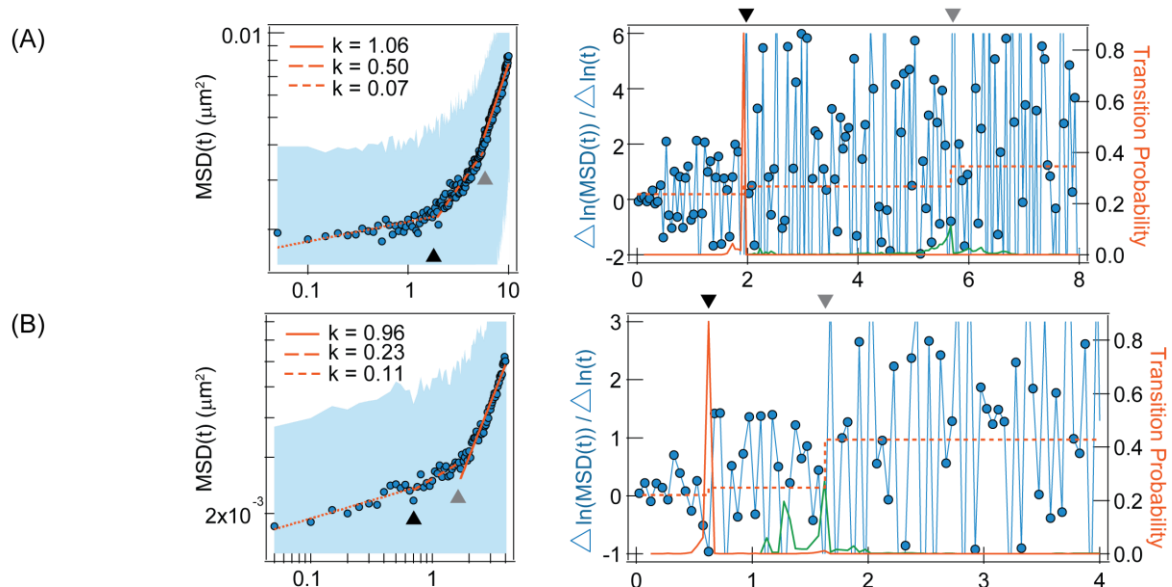 (A)
0.01
k = 1.06
k = 0.50
k = 0.07
MSD(t) (μm²)
0.1
1
10
6
4
2
0
-2
△ ln(MSD(t)) / △ ln(t)
0.8
0.6
0.4
0.2
0.0
Transition Probability
0
2
4
6
8
(B)
k = 0.96
k = 0.23
k = 0.11
MSD(t) (μm²)
2x10⁻³
0.1
1
3
2
1
0
-1
△ ln(MSD(t)) / △ ln(t)
0.8
0.6
0.4
0.2
0.0
Transition Probability
0
1
2
3
4